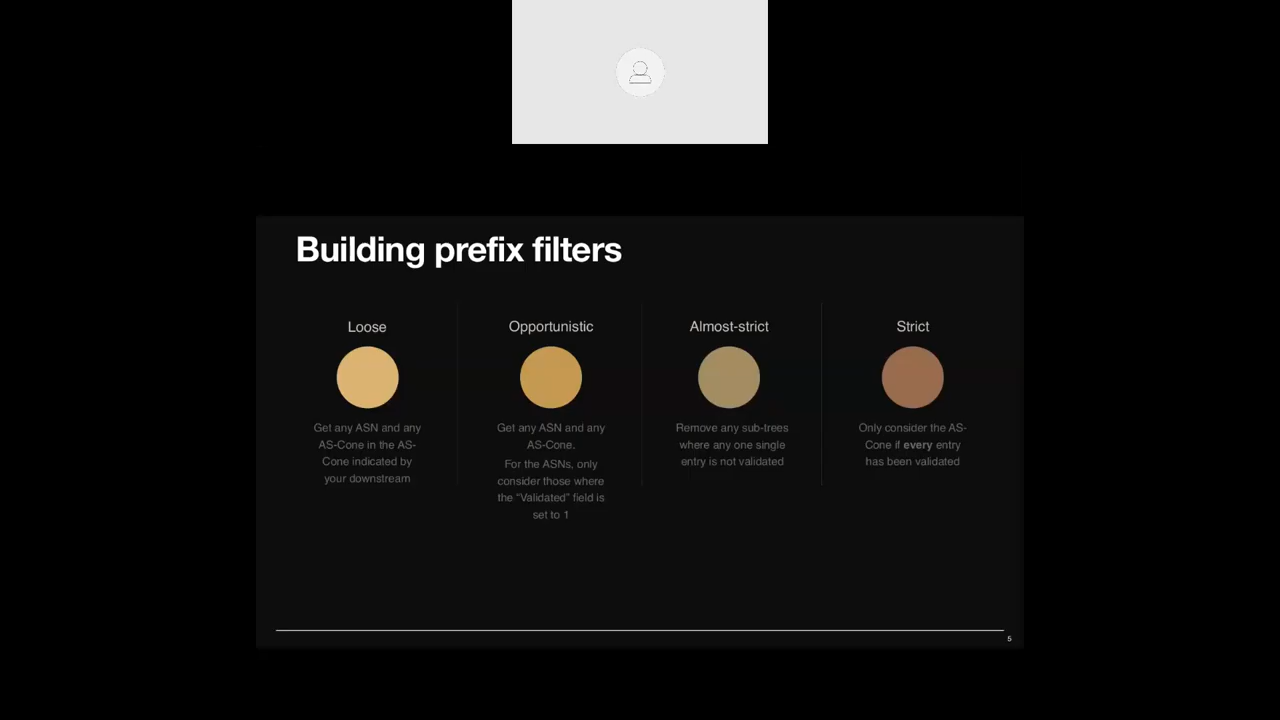 Building prefix filters
Loose
Get any ASN and any
AS-Cone in the AS-
Cone indicated by
your downstream
Opportunistic
Get any ASN and any
AS-Cone.
For the ASNs, only
consider those where
the “Validated” field is
set to 1
Almost-strict
Remove any sub-trees
where any one single
entry is not validated
Strict
Only consider the AS-
Cone if every entry
has been validated
5